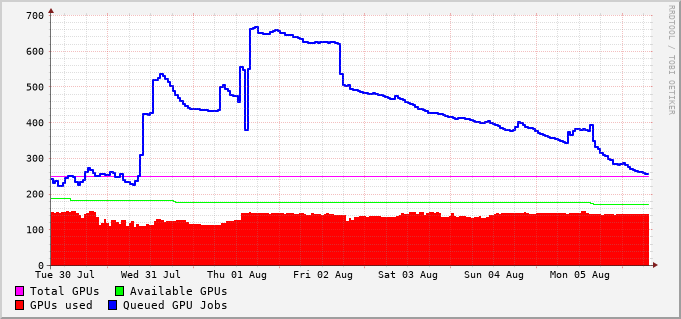 700
600
500
400
300
200
100
0
Tue 30 Jul Wed 31 Jul Thu 01 Aug Fri 02 Aug Sat 03 Aug Sun 04 Aug Mon 05 Aug
Total GPUs Available GPUs
GPUs used Queued GPU Jobs
RRDTOOL / TOBI OETIKER